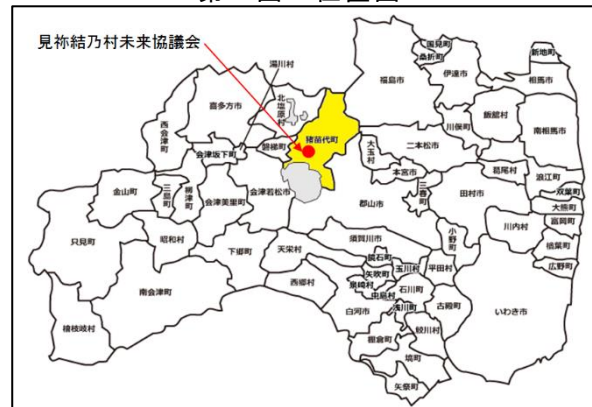 見祢結乃村未来協議会
湯川村
国見町
桑折町
新地町
福島市
伊達市
相馬市
喜多方市
北塩原村
西会津町
猪苗代町
川俣町
飯舘村
南相馬市
会津坂下町
磐梯町
大玉村
二本松市
本宮市
葛尾村
浪江町
双葉町
大熊町
金山町
三島町
柳津町
会津美里町
会津若松市
郡山市
三春町
田村市
富岡町
川内村
楢葉町
広野町
只見町
昭和村
下郷町
天栄村
須賀川市
小野町
鏡石町
玉川村
平田村
矢吹町
南会津町
西郷村
泉崎村
石川町
中島村
浅川町
古殿町
いわき市
白河市
鮫川村
棚倉町
檜枝岐村
塙町
矢祭町